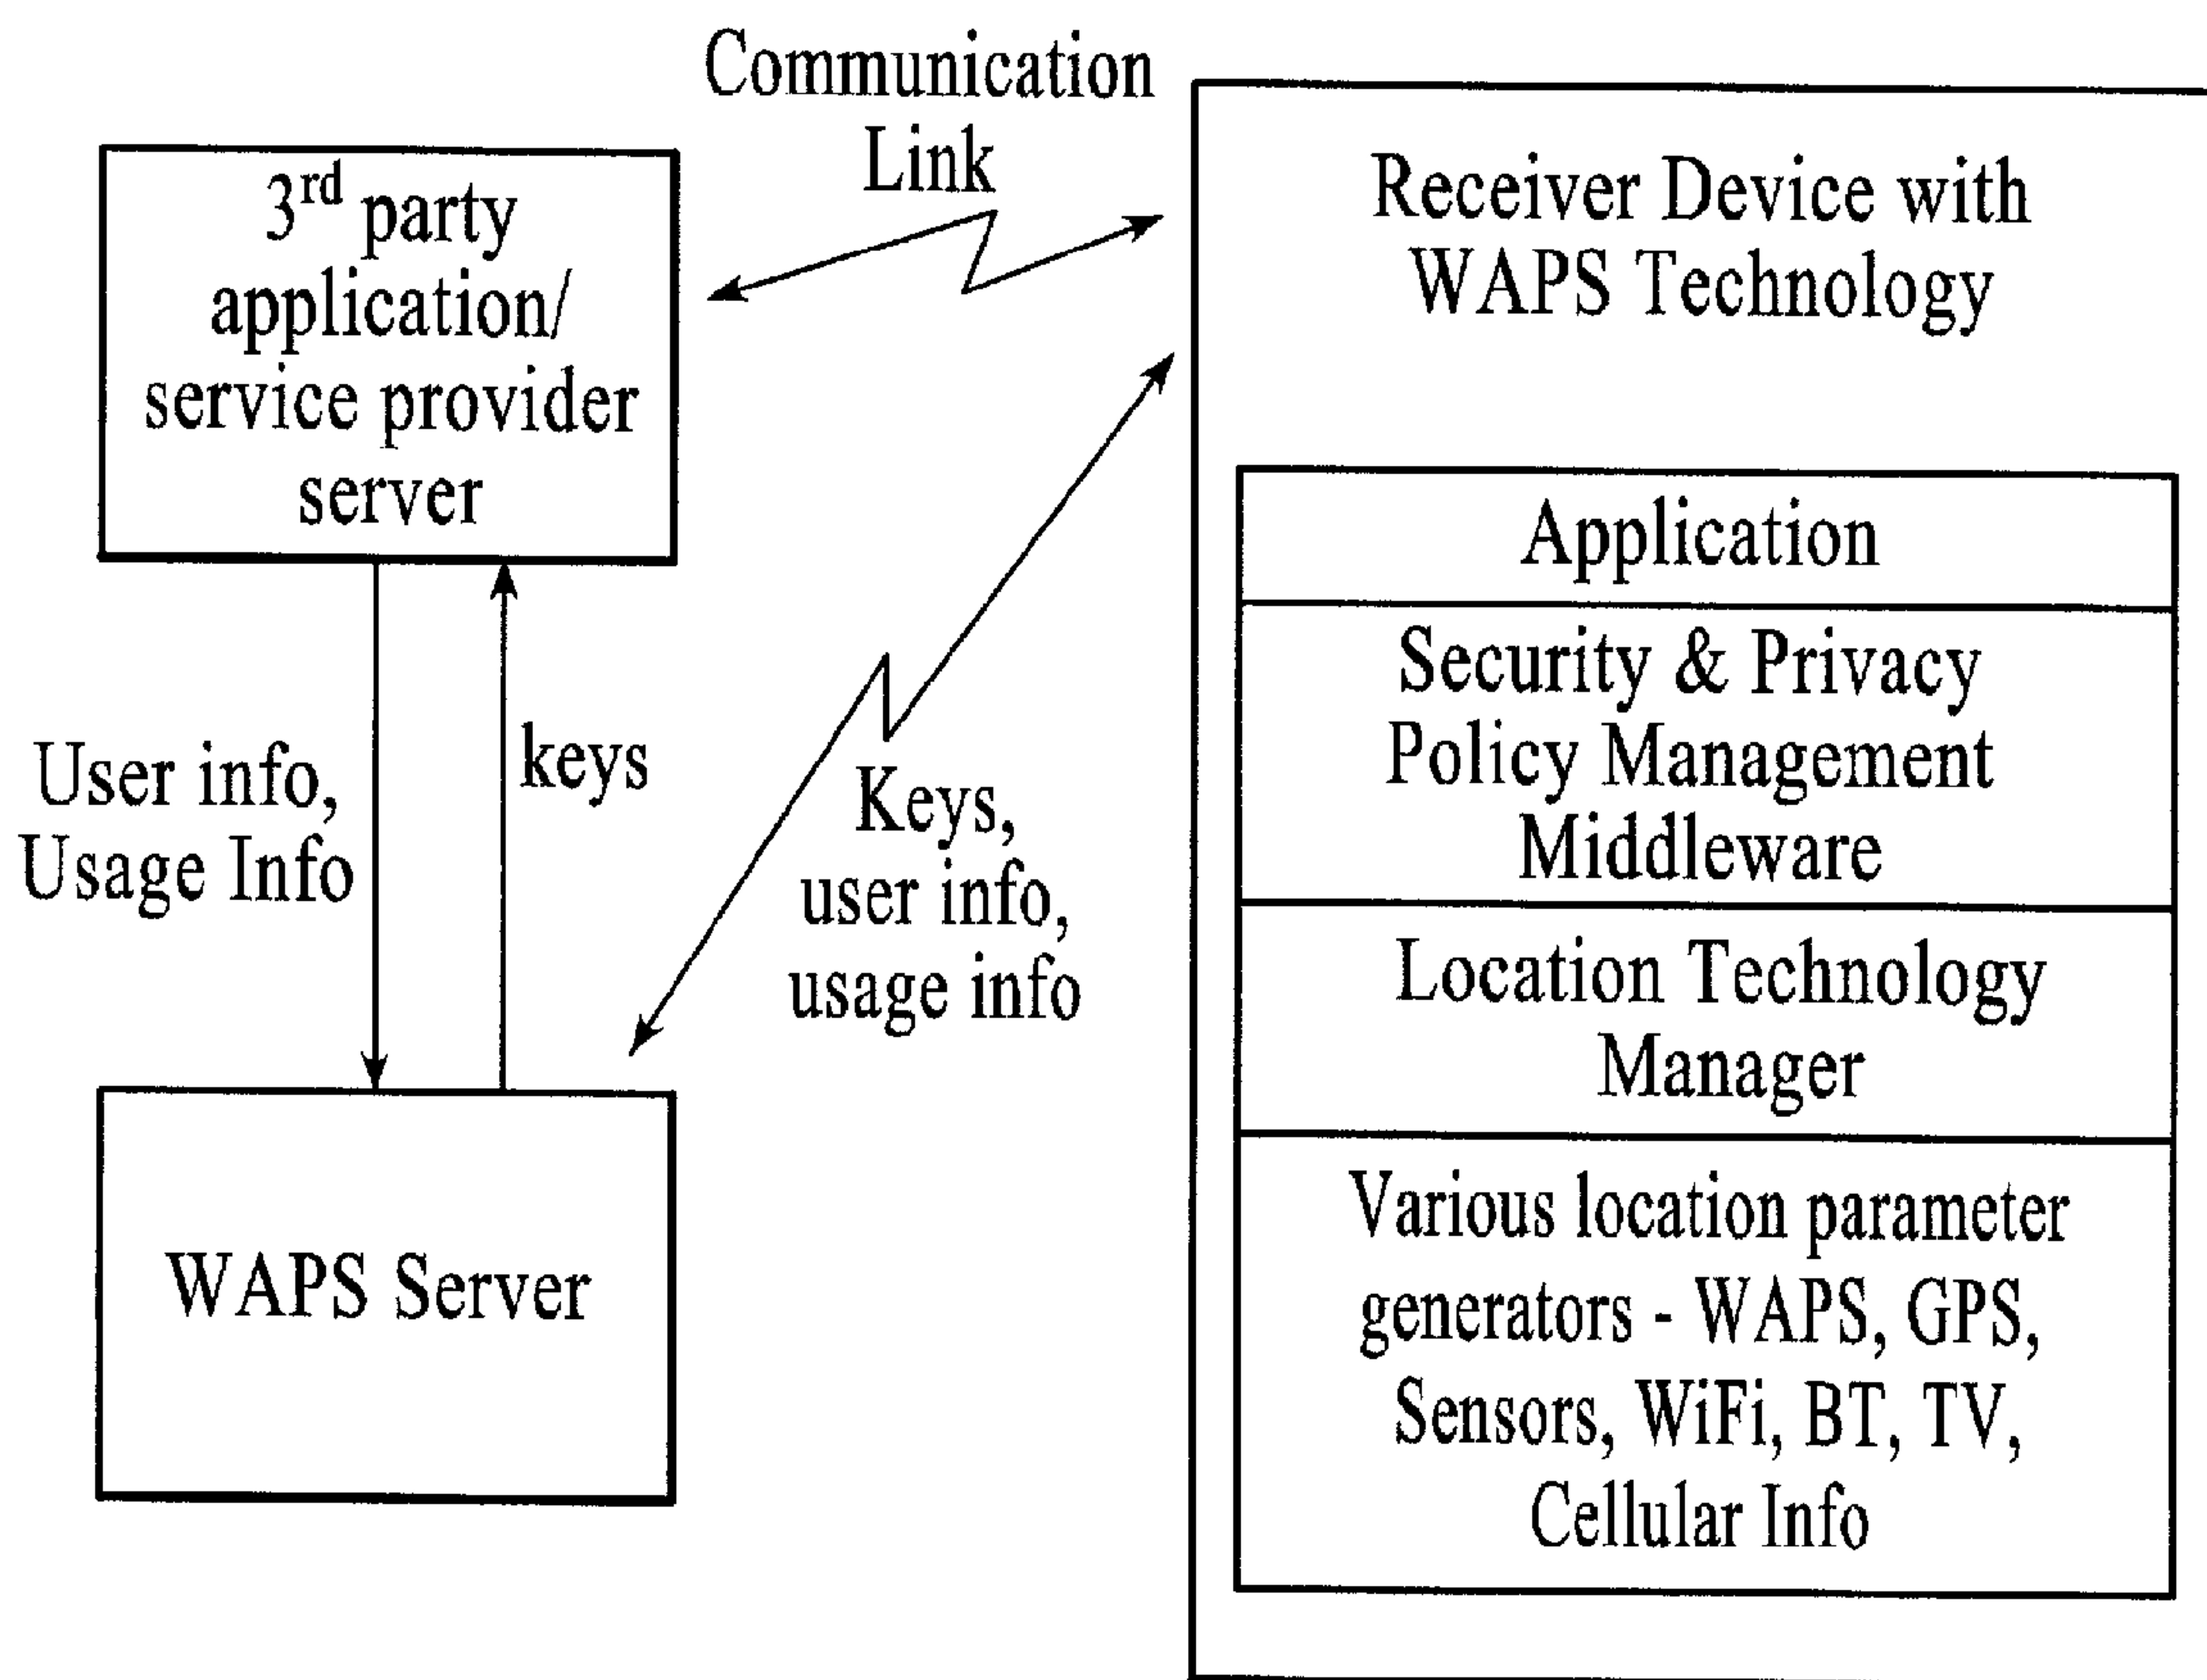 Communication
Link
3rd party
application/
service provider
server
User info,
Usage Info
keys
Keys,
user info,
usage info
WAPS Server
Receiver Device with
WAPS Technology
Application
Security & Privacy
Policy Management
Middleware
Location Technology
Manager
Various location parameter
generators - WAPS, GPS,
Sensors, WiFi, BT, TV,
Cellular Info